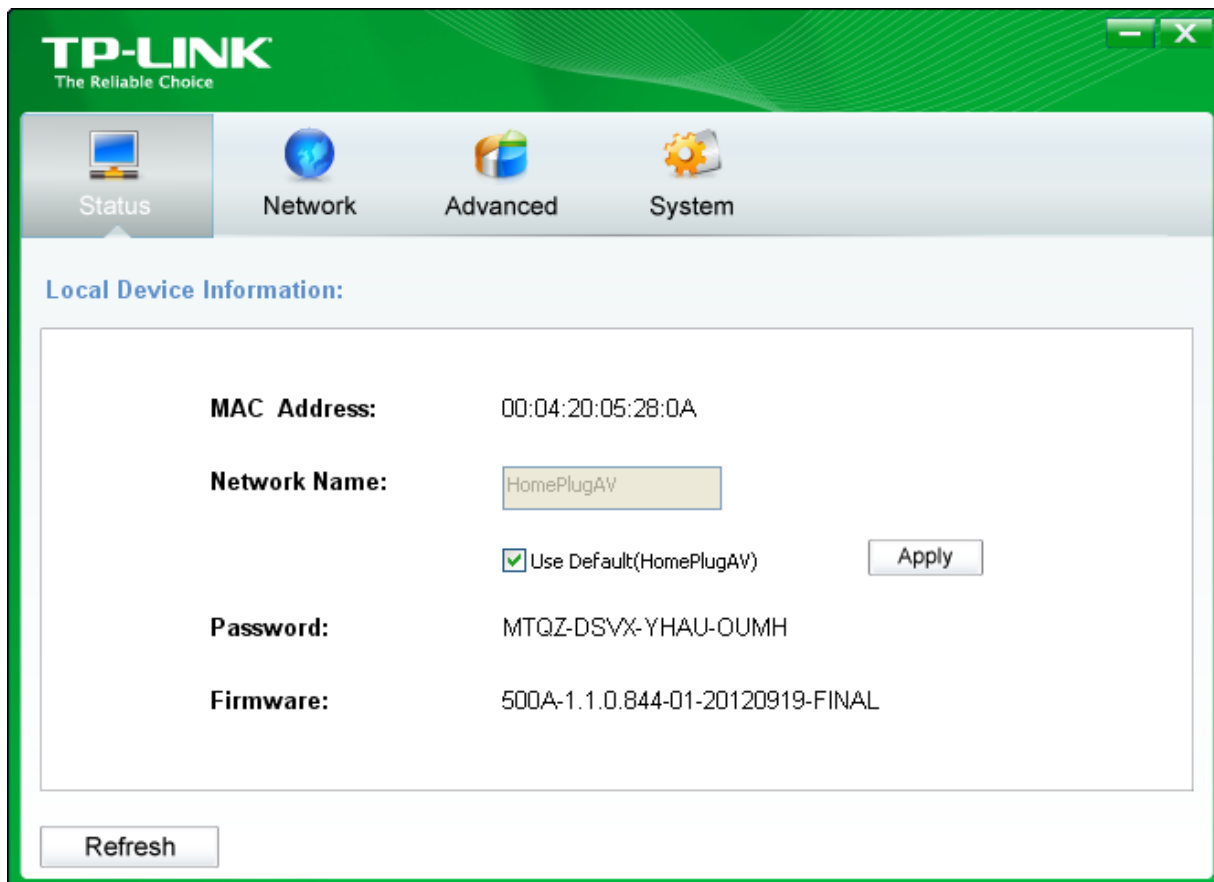 TP-LINK
The Reliable Choice
Status
Network
Advanced
System
Local Device Information:
MAC Address: 00:04:20:05:28:0A
Network Name: HomePlugAV
Use Default(HomePlugAV)
Apply
Password: MTQZ-DSVX-YHAU-OUMH
Firmware: 500A-1.1.0.844-01-20120919-FINAL
Refresh